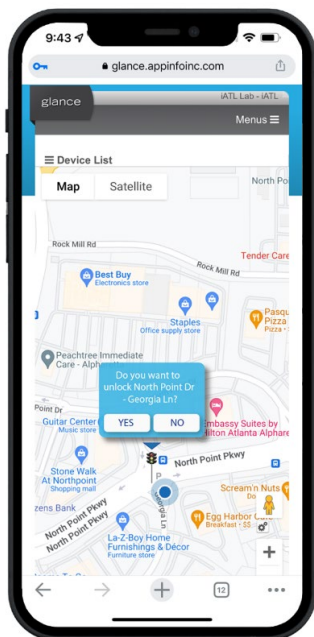 9:43
glance.appinfoinc.com
glance
iATL Lab - iATL
Menus
Device List
Map
Satellite
North Po
Rock Mill Rd
Rock Mill Rd
Tender Care
Best Buy
Electronics store
Staples
Office supply store
Pasqu
Pizza
Pizza ·
Peachtree Immediate
Care - Alph
Do you want to
unlock North Point Dr
- Georgia Ln?
YES
NO
Point Dr
Guitar Center
Music store
Embassy Suites by
Hilton Atlanta Alphare
Stone Walk
At Northpoint
Shopping mall
North Point Pkwy
Georgia Ln
Scream'n Nuts
Do
zens Bank
North Point Pkwy
North Point Pkwy
P
Egg Harbor
Breakfast · $$
La-Z-Boy Home
Furnishings & Décor
Furniture store
12